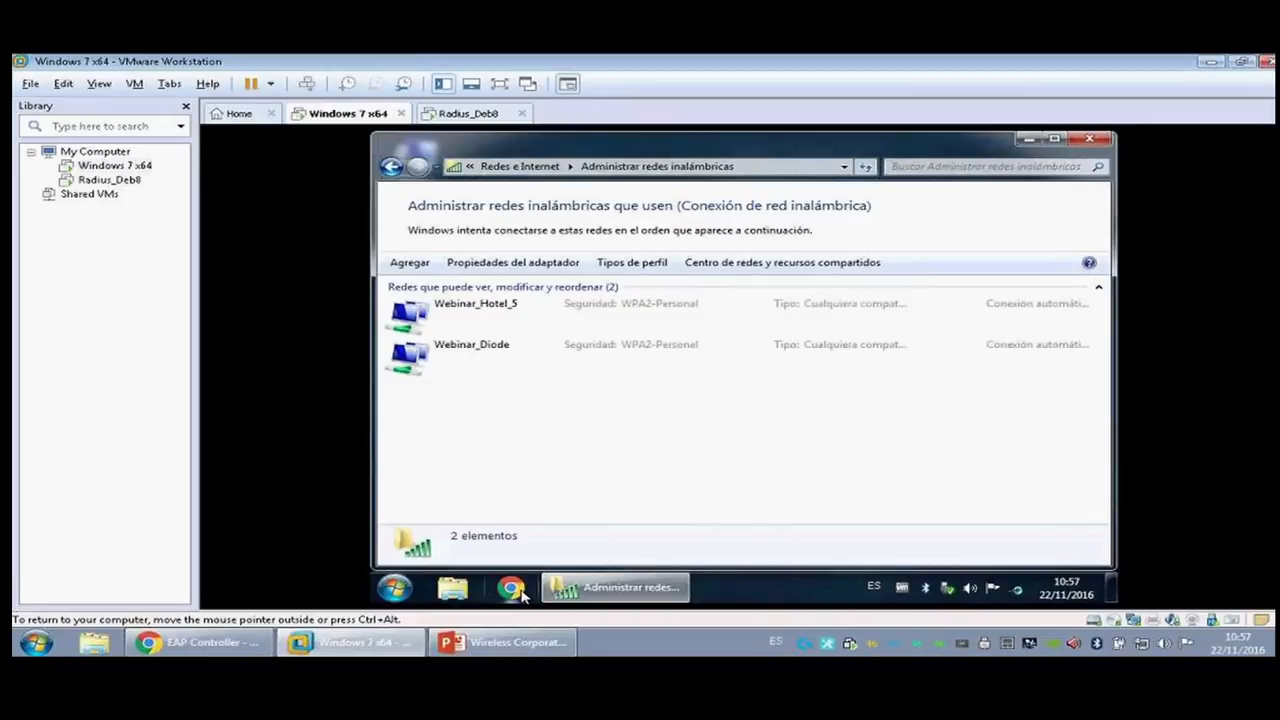 Windows 7 x64 - VMware Workstation
File Edit View VM Tabs Help
Library
Type here to search
My Computer
Windows 7 x64
Radius_Deb8
Shared VMs
Home
Windows 7 x64
Radius_Deb8
« Redes e Internet Administrar redes inalámbricas
Buscar Administrar redes inalámbricas
Administrar redes inalámbricas que usen (Conexión de red inalámbrica)
Windows intenta conectarse a estas redes en el orden que aparece a continuación.
Agregar Propiedades del adaptador Tipos de perfil Centro de redes y recursos compartidos
Redes que puede ver, modificar y reordenar (2)
Webinar_Hotel_5 Seguridad: WPA2-Personal Tipo: Cualquiera compat... Conexión automáti...
Webinar_Diode Seguridad: WPA2-Personal Tipo: Cualquiera compat... Conexión automáti...
2 elementos
Administrar redes...
ES
10:57
22/11/2016
To return to your computer, move the mouse pointer outside or press Ctrl+Alt.
EAP Controller - ...
Windows 7 x64 - ...
Wireless Corporat...
ES
10:57
22/11/2016